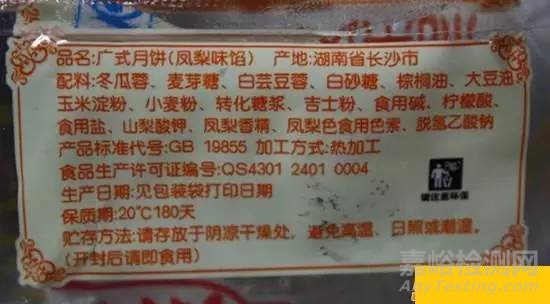 品名:广式月饼(凤梨味馅) 产地:湖南省长沙市
配料:冬瓜蓉、麦芽糖、白芸豆蓉、白砂糖、棕榈油、大豆油
玉米淀粉、小麦粉、转化糖浆、吉士粉、食用碱、柠檬酸、
食用盐、山梨酸钾、凤梨香精、凤梨色食用色素、脱氢乙酸钠
产品标准代号:GB 19855 加工方式:热加工
食品生产许可证编号:QS4301 2401 0004
生产日期:见包装袋打印日期
保质期:20℃180天
贮存方法:请存放于阴凉干燥处，避免高温、日照或潮湿。
(开封后请即食用)
请注意环保
嘉峪检测网
AnyTesting.com